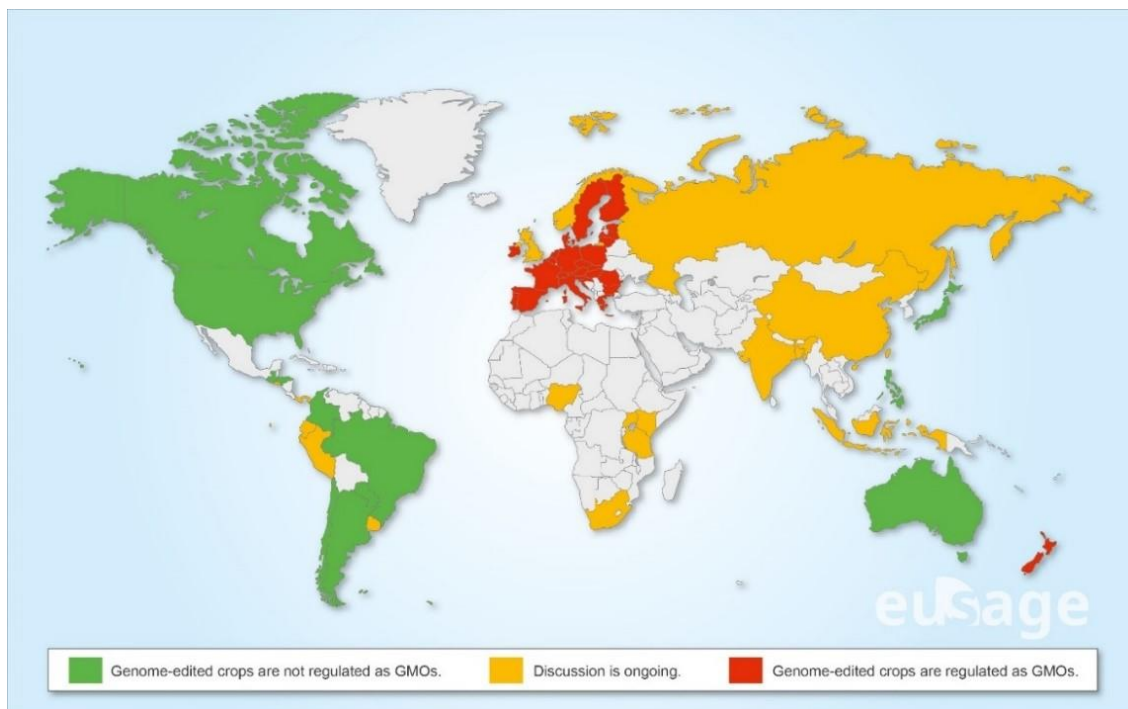 eusage
Genome-edited crops are not regulated as GMOs. Discussion is ongoing. Genome-edited crops are regulated as GMOs.